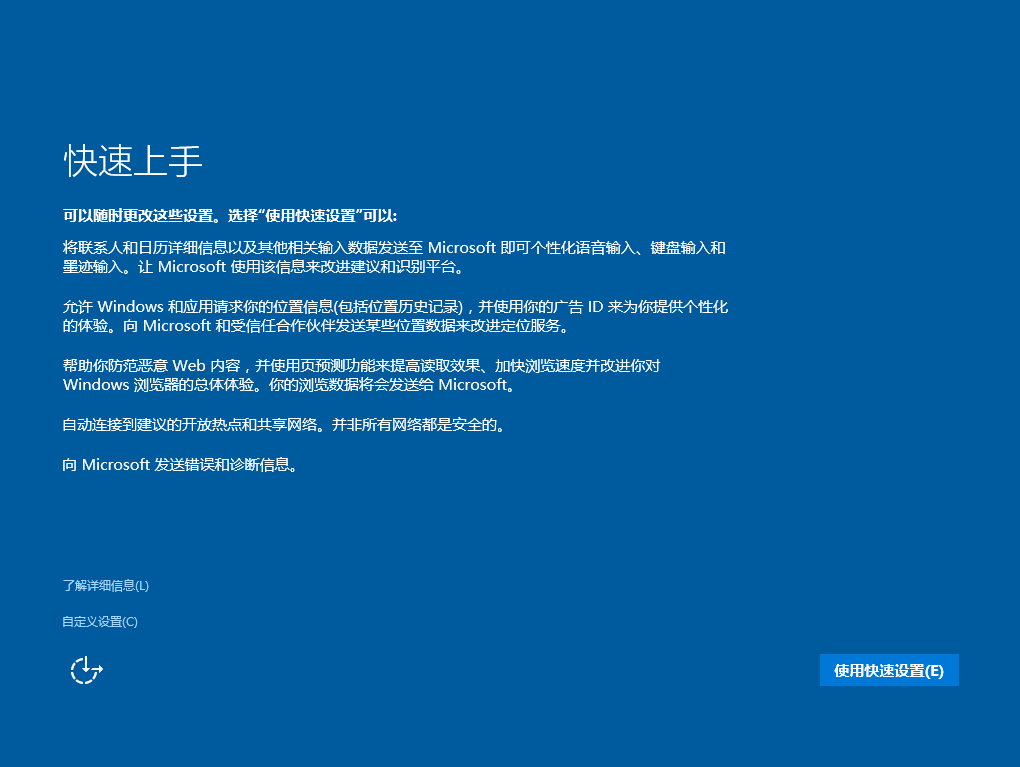 快速上手
可以随时更改这些设置。选择“使用快速设置”可以:
将联系人和日历详细信息以及其他相关输入数据发送至 Microsoft 即可个性化语音输入、键盘输入和
墨迹输入。让 Microsoft 使用该信息来改进建议和识别平台。
允许 Windows 和应用请求你的位置信息(包括位置历史记录)，并使用你的广告 ID 来为你提供个性化
的体验。向 Microsoft 和受信任合作伙伴发送某些位置数据来改进定位服务。
帮助你防范恶意 Web 内容，并使用页预测功能来提高读取效果、加快浏览速度并改进你对
Windows 浏览器的总体体验。你的浏览数据将会发送给 Microsoft。
自动连接到建议的开放热点和共享网络。并非所有网络都是安全的。
向 Microsoft 发送错误和诊断信息。
了解详细信息(L)
自定义设置(C)
使用快速设置(E)